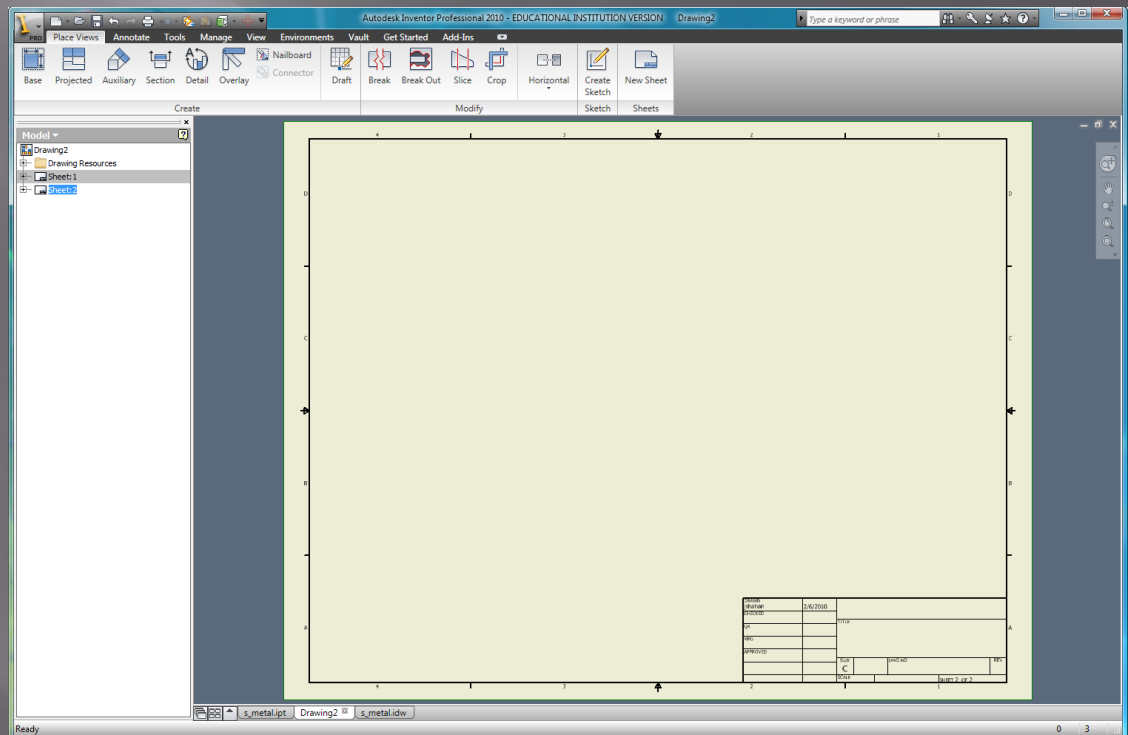 Autodesk Inventor Professional 2010 - EDUCATIONAL INSTITUTION VERSION Drawing2
Type a keyword or phrase
PRO
Place Views Annotate Tools Manage View Environments Vault Get Started Add-Ins
Base Projected Auxiliary Section Detail Overlay
Nailboard
Connector
Draft
Break Break Out Slice Crop
Horizontal
Create Sketch
New Sheet
Create Modify Sketch Sheets
Model
Drawing2
Drawing Resources
Sheet:1
Sheet:2
4 3 2 1
D D
C C
B B
A A
DRAWN
2/6/2010
CHECKED
QA
MFG
APPROVED
TITLE
SIZE
C
DWG NO
REV
SCALE
SHEET 2 OF 2
4 3 2 1
s_metal.ipt Drawing2 s_metal.idw
Ready
0 3